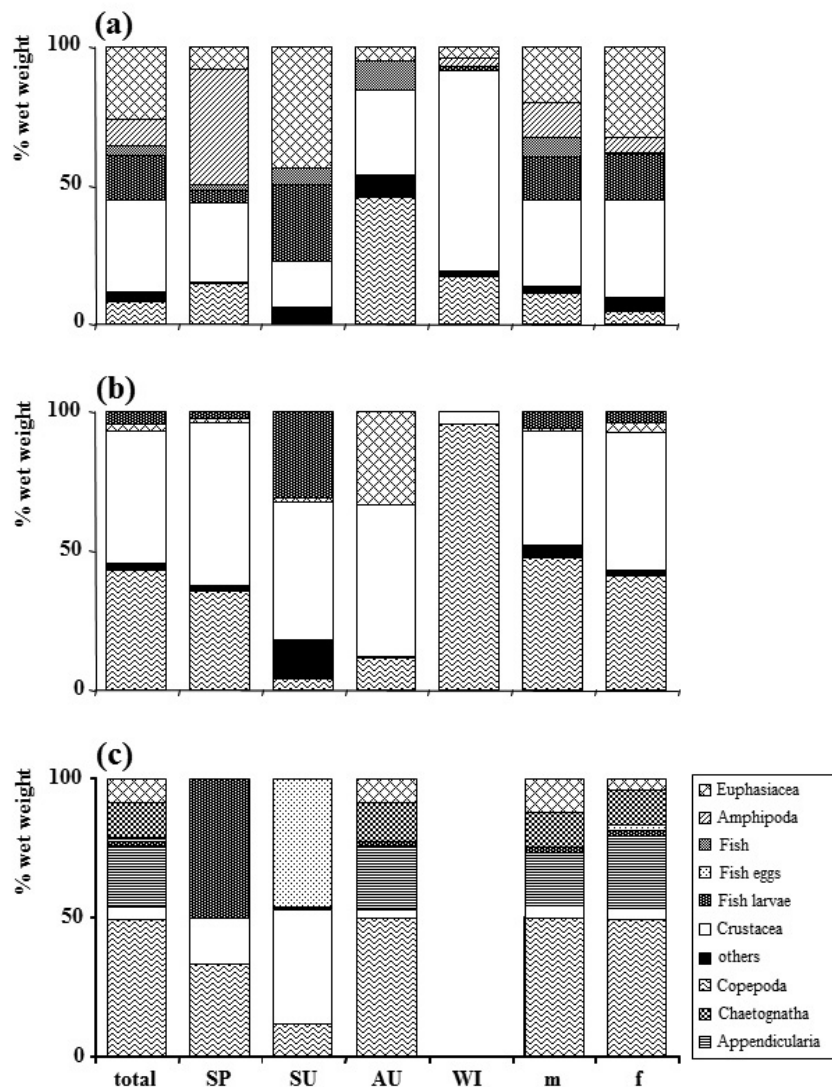 (a)
% wet weight
100
50
0
(b)
% wet weight
100
50
0
(c)
% wet weight
100
50
0
total SP SU AU WI m f
Euphasiacea
Amphipoda
Fish
Fish eggs
Fish larvae
Crustacea
others
Copepoda
Chaetognatha
Appendicularia